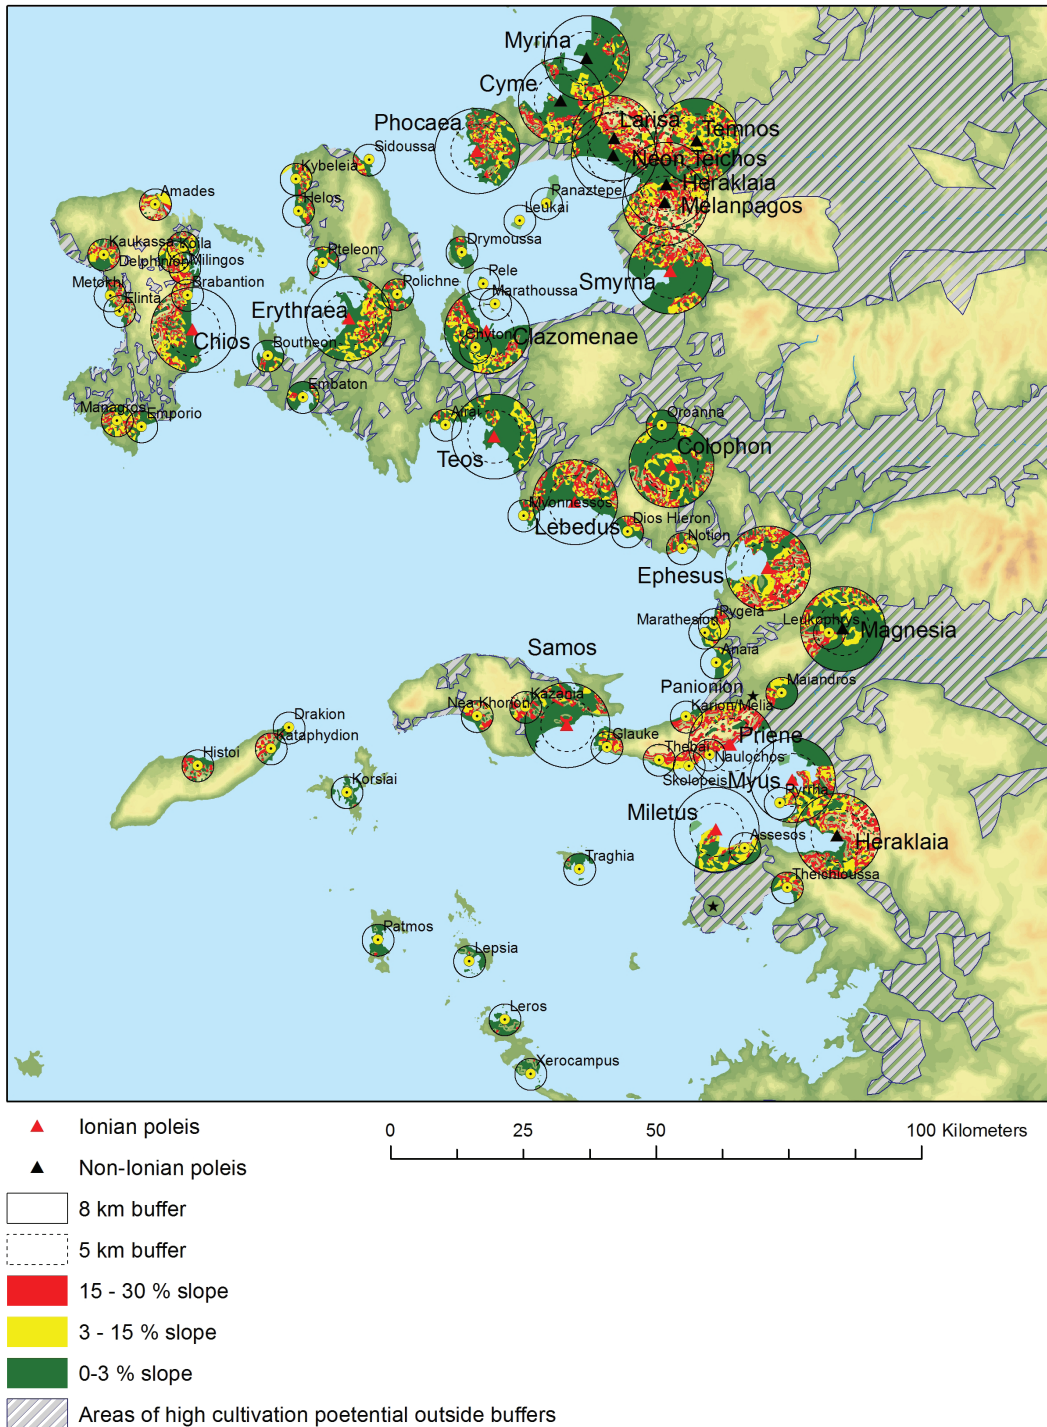 Myrina
Cyme
Phocaea
Larisa
Temnos
Neon Teichos
Sidoussa
Kybeleia
Heraklaia
Panaztepe
Amades
Helos
Melanpagos
Leukai
Kaukassa
Koila
Pteleon
Drymoussa
Delphinion
Milingos
Metokhi
Brabantion
Polichne
Pele
Smyrna
Elinta
Marathoussa
Erythraea
Chios
Chyton
Clazomenae
Boutheon
Embaton
Managros
Emporio
Airai
Oroanna
Teos
Colophon
Myonnessos
Lebedus
Dios Hieron
Notion
Ephesus
Marathesion
Pygela
Leukophrys
Magnesia
Samos
Anaia
Panionion
Maiandros
Nea Khorion
Kazania
Karion/Melia
Drakion
Glauke
Priene
Kataphydion
Thebai
Naulochos
Histoi
Skolopeis
Myus
Korsiai
Pyrrha
Miletus
Assesos
Heraklaia
Traghia
Theichioussa
Patmos
Lepsia
Leros
Xerocampus
Ionian poleis
Non-Ionian poleis
8 km buffer
5 km buffer
15 - 30 % slope
3 - 15 % slope
0-3 % slope
Areas of high cultivation poetential outside buffers
0 25 50 100 Kilometers